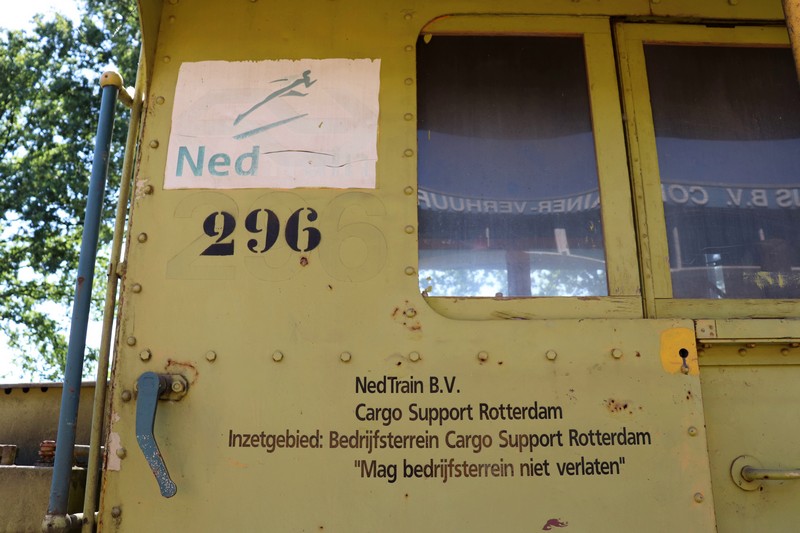 Ned
296
NedTrain B.V.
Cargo Support Rotterdam
Inzetgebied: Bedrijfsterrein Cargo Support Rotterdam
"Mag bedrijfsterrein niet verlaten"